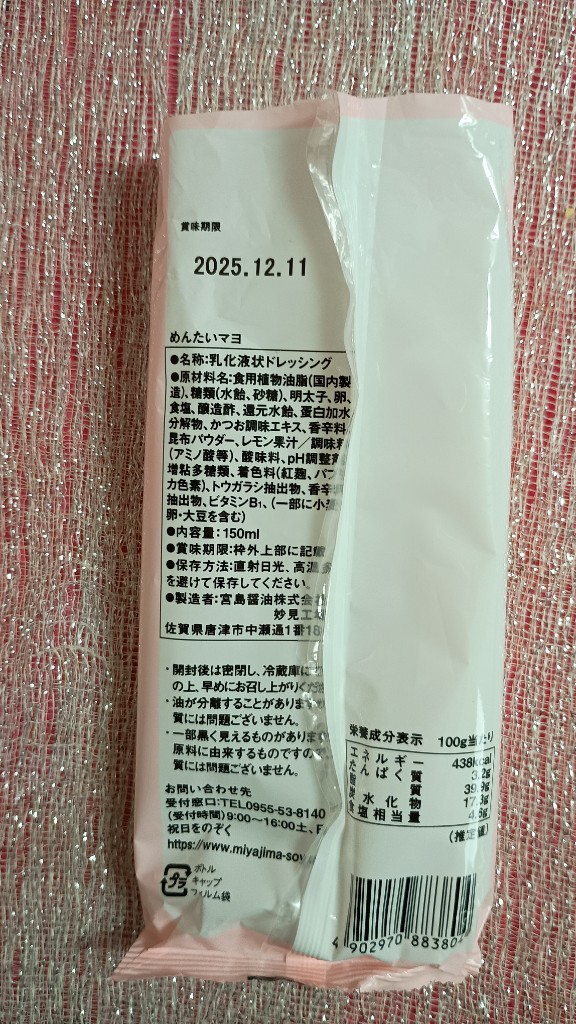 賞味期限
2025.12.11
めんたいマヨ
●名称:乳化液状ドレッシング
●原材料名:食用植物油脂(国内製
造)、糖類(水飴、砂糖)、明太子、卵、
食塩、醸造酢、還元水飴、蛋白加水
分解物、かつお調味エキス、香辛料
昆布パウダー、レモン果汁/調味料
(アミノ酸等)、酸味料、pH調整
増粘多糖類、着色料(紅麹、パプ
カ色素)、トウガラシ抽出物、香辛
抽出物、ビタミンB₁、(一部に小
卵・大豆を含む)
●内容量:150ml
●賞味期限:枠外上部に記
●保存方法:直射日光、高温
を避けて保存してください。
●製造者:宮島醤油株式会
妙見工
佐賀県唐津市中瀬通1番18
・開封後は密閉し、冷蔵庫に
の上、早めにお召し上がりくだ
・油が分離することがありま
質には問題ございません。
・一部黒く見えるものがありま
原料に由来するものですの
質には問題ございません。
お問い合わせ先
受付窓口:TEL0955-53-8140
(受付時間)9:00〜16:00土、
祝日をのぞく
https://www.miyajima-soy
プラ
ボトル
キャップ
フィルム袋
栄養成分表示 100g当たり
エネルギー 438kcal
たんぱく質 3.2g
脂質 39.9g
炭水化物 17.3g
食塩相当量 4.6g
(推定値)
4 902970 88380